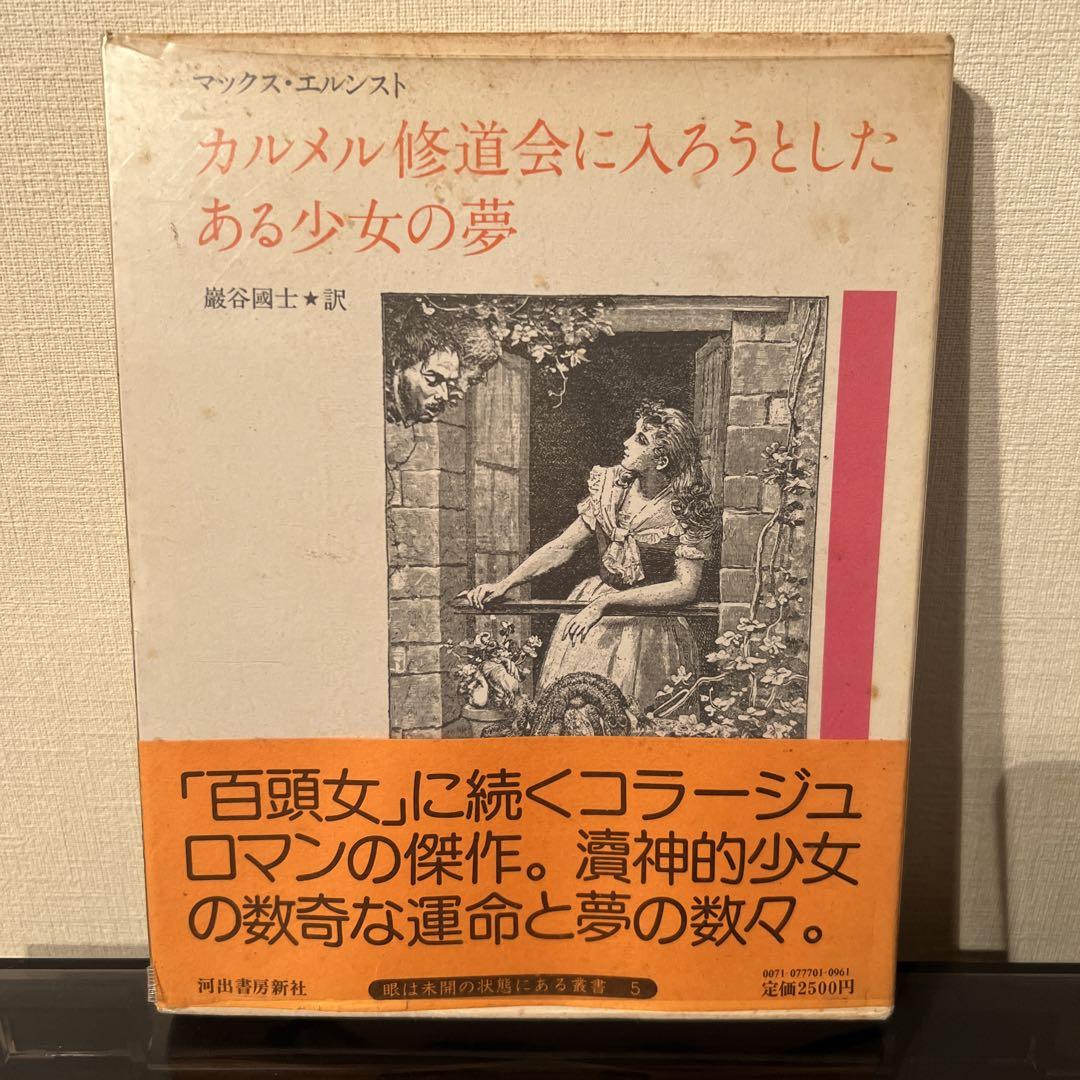 マックス・エルンスト
カルメル修道会に入ろうとした
ある少女の夢
巖谷國士★訳
「百頭女」に続くコラージュ
ロマンの傑作。瀆神的少女
の数奇な運命と夢の数々。
河出書房新社
眼は未開の状態にある叢書 5
0071-077701-0961
定価2500円